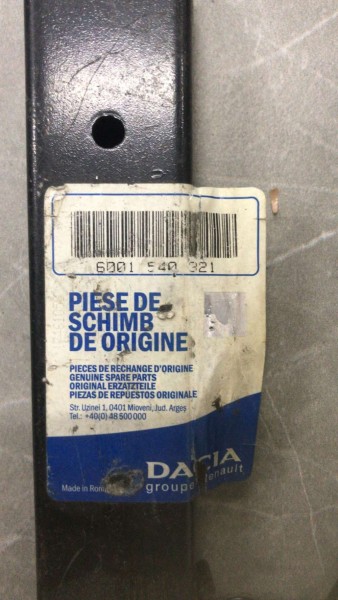 6001 540 321
PIESE DE
SCHIMB
DE ORIGINE
PIECES DE RECHANGE D'ORIGINE
GENUINE SPARE PARTS
ORIGINAL ERZATZTEILE
PIEZAS DE REPUESTOS ORIGINALE
Str. Uzinei 1, 0401 Mioveni, Jud. Argeş
Tel.: +40(0) 48 500 000
DACIA
Made in
groupe Renault